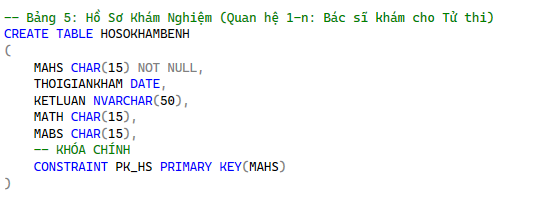 -- Bảng 5: Hồ Sơ Khám Nghiệm (Quan hệ 1-n: Bác sĩ khám cho Tử thi)
CREATE TABLE HOSOKHAMBENH
(
    MAHS CHAR(15) NOT NULL,
    THOIGIANKHAM DATE,
    KETLUAN NVARCHAR(50),
    MATH CHAR(15),
    MABS CHAR(15),
    -- KHÓA CHÍNH
    CONSTRAINT PK_HS PRIMARY KEY(MAHS)
)